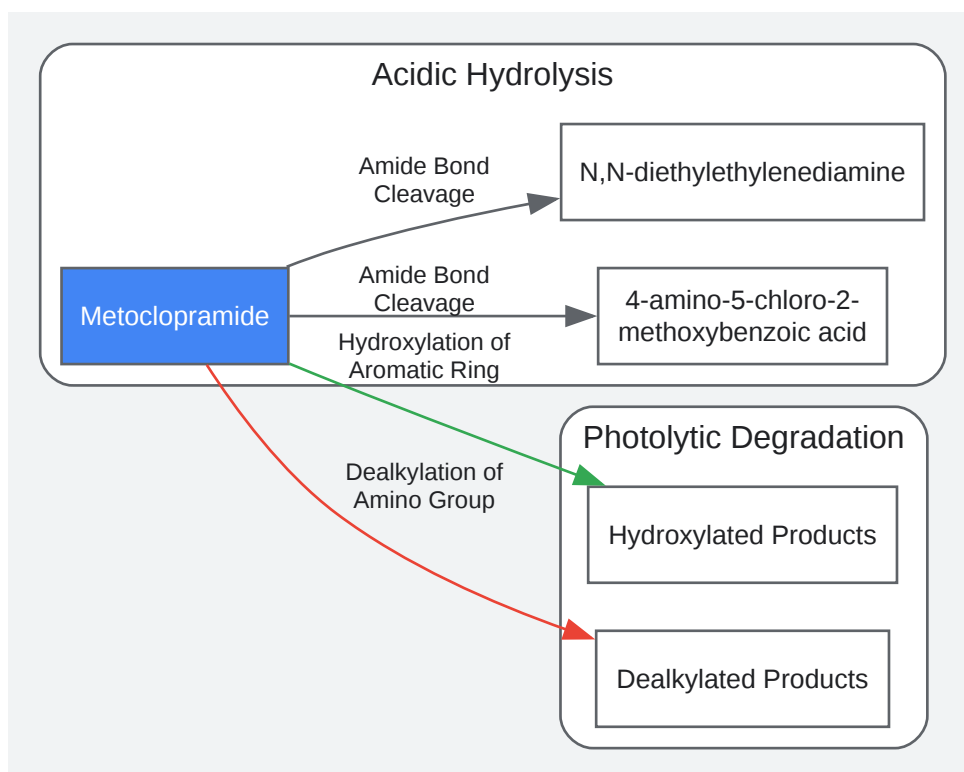 Acidic Hydrolysis
Amide Bond
Cleavage
N,N-diethylethylenediamine
Metoclopramide
Amide Bond
Cleavage
4-amino-5-chloro-2-
methoxybenzoic acid
Hydroxylation of
Aromatic Ring
Photolytic Degradation
Dealkylation of
Amino Group
Hydroxylated Products
Dealkylated Products